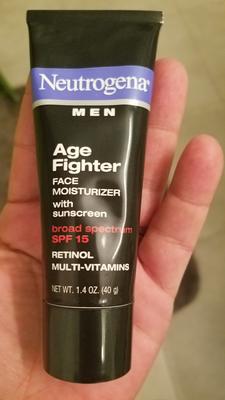 Neutrogena®
MEN
Age
Fighter
FACE
MOISTURIZER
with
sunscreen
broad spectrum
SPF 15
RETINOL
MULTI-VITAMINS
NET WT. 1.4 OZ. (40 g)